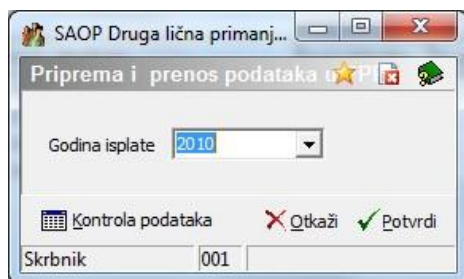 SAOP Druga lična primanj...
Priprema i prenos podataka u
Godina isplate 2010
Kontrola podataka Otkaži Potvrdi
Skrbnik 001